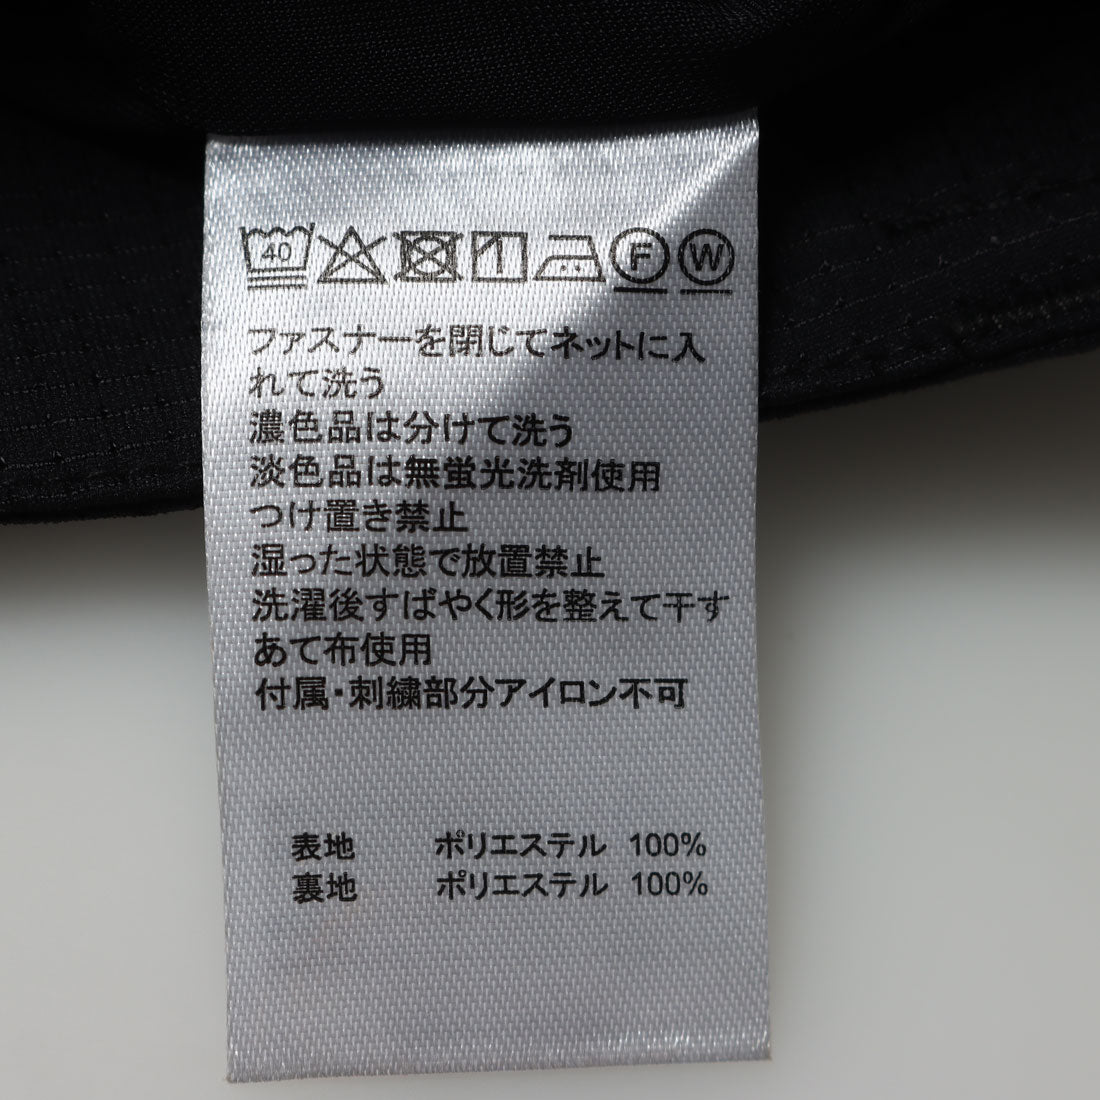 40 F W
ファスナーを閉じてネットに入
れて洗う
濃色品は分けて洗う
淡色品は無蛍光洗剤使用
つけ置き禁止
湿った状態で放置禁止
洗濯後すばやく形を整えて干す
あて布使用
付属・刺繍部分アイロン不可
表地 ポリエステル 100%
裏地 ポリエステル 100%